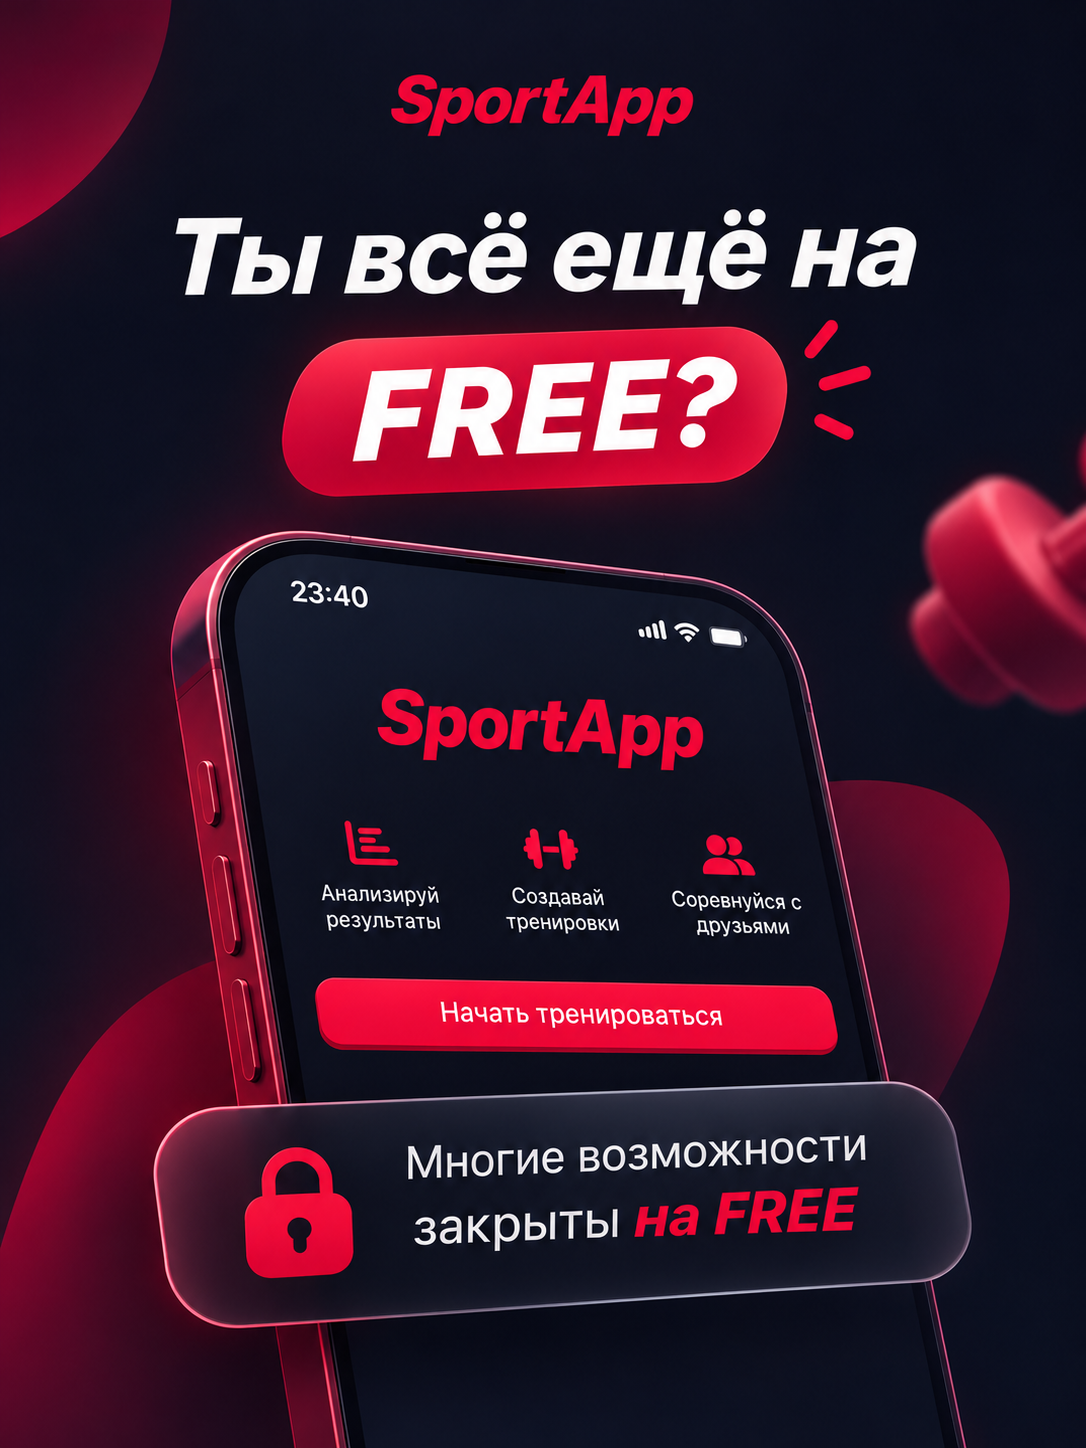 SportApp
Ты всё ещё на
FREE?
23:40
SportApp
Анализируй
результаты
Создавай
тренировки
Соревнуйся с
друзьями
Начать тренироваться
Многие возможности
закрыты на FREE